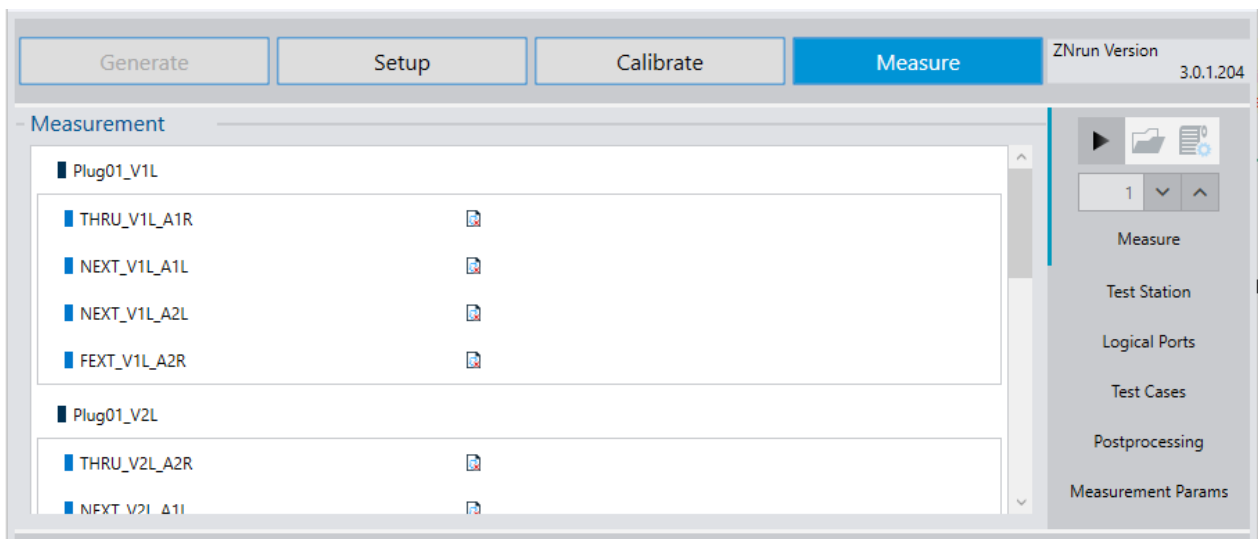 Generate
Setup
Calibrate
Measure
ZNrun Version
3.0.1.204
Measurement
Plug01_V1L
THRU_V1L_A1R
NEXT_V1L_A1L
NEXT_V1L_A2L
FEXT_V1L_A2R
Plug01_V2L
THRU_V2L_A2R
NEXT_V2L_A1L
1
Measure
Test Station
Logical Ports
Test Cases
Postprocessing
Measurement Params